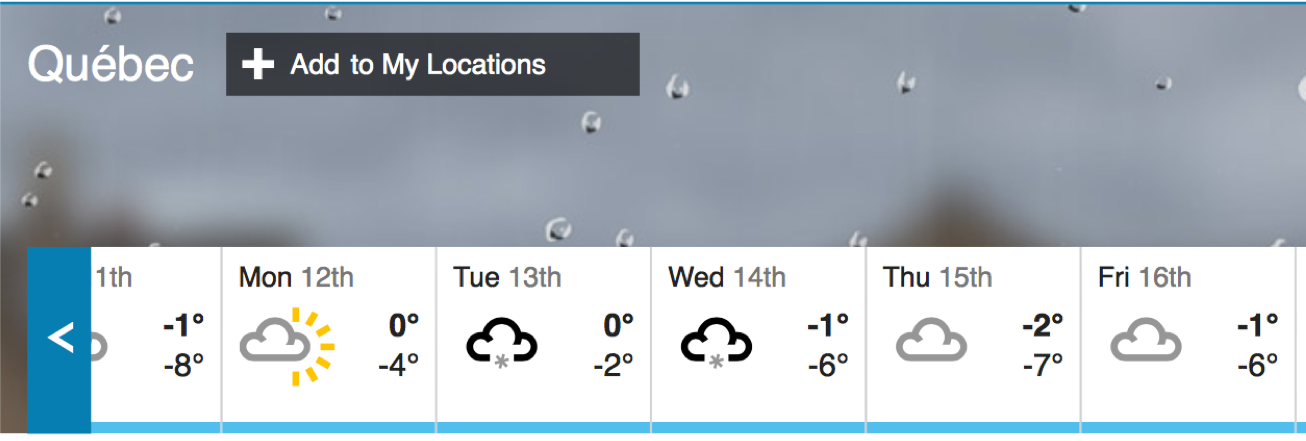 Québec
+ Add to My Locations
1th
-1°
-8°
Mon 12th
0°
-4°
Tue 13th
0°
-2°
Wed 14th
-1°
-6°
Thu 15th
-2°
-7°
Fri 16th
-1°
-6°